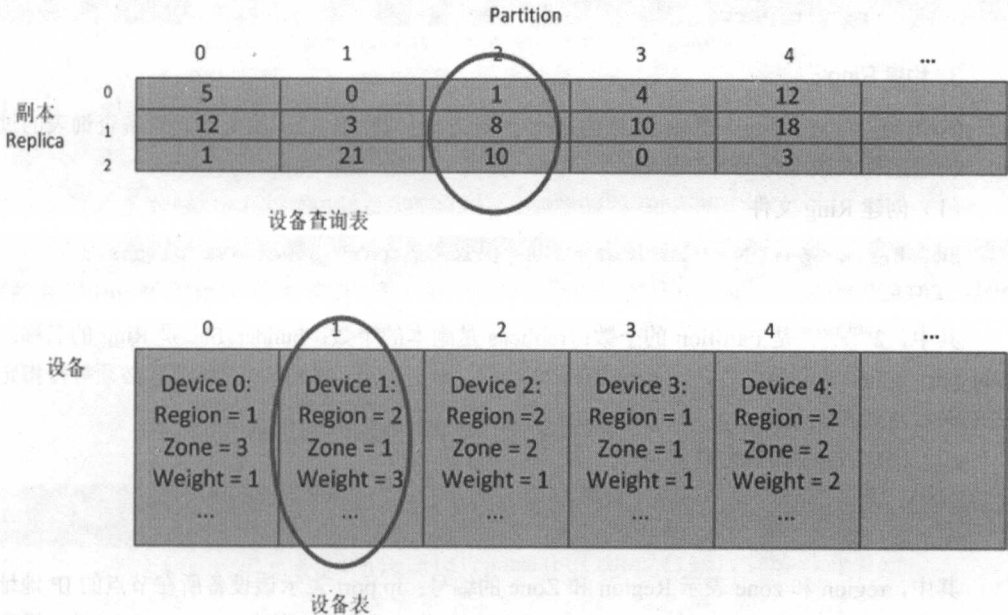 Partition
0 1 2 3 4 ...
副本
Replica
0 5 0 1 4 12
1 12 3 8 10 18
2 1 21 10 0 3
设备查询表
0 1 2 3 4 ...
设备
Device 0: Device 1: Device 2: Device 3: Device 4:
Region = 1 Region = 2 Region =2 Region = 1 Region = 2
Zone = 3 Zone = 1 Zone = 2 Zone = 1 Zone = 2
Weight = 1 Weight = 3 Weight = 1 Weight = 1 Weight = 2
... ... ... ... ...
设备表